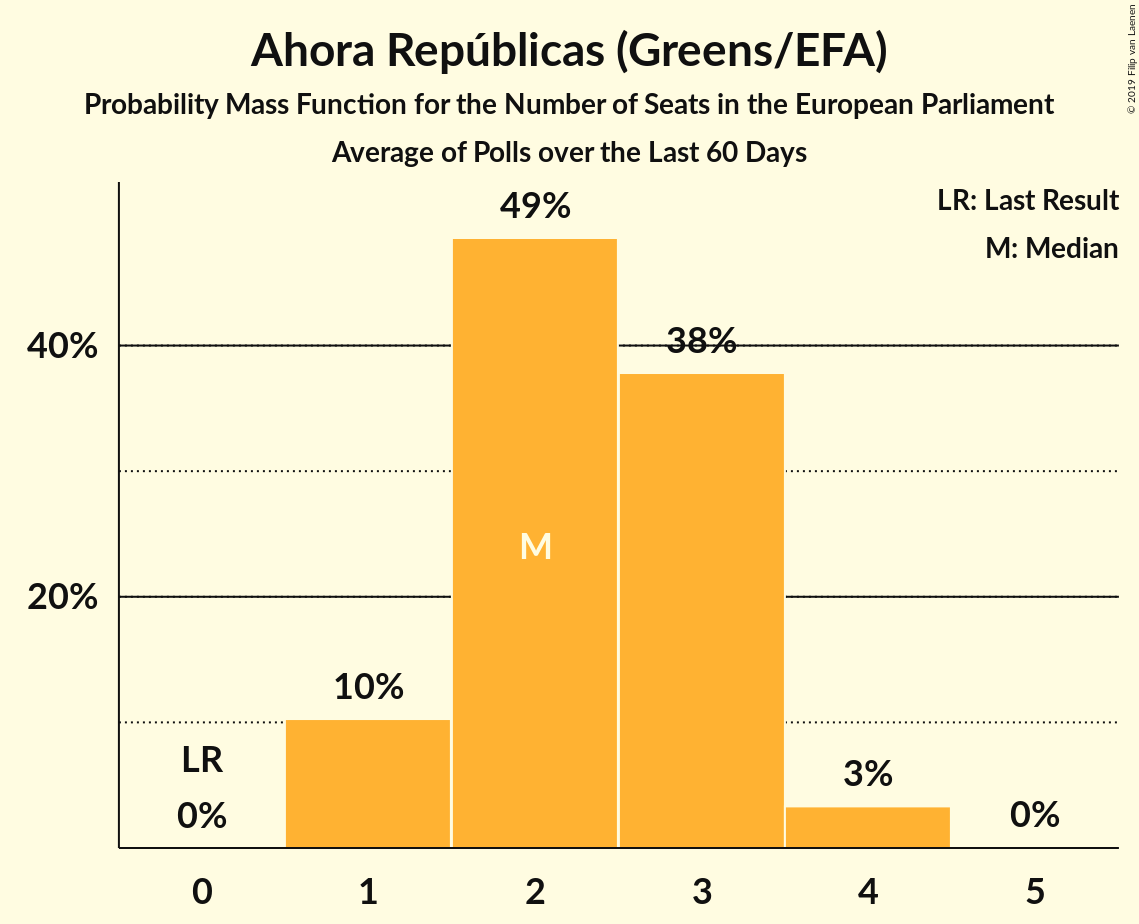 Ahora Repúblicas (Greens/EFA)
Probability Mass Function for the Number of Seats in the European Parliament
Average of Polls over the Last 60 Days
© 2019 Filip van Laenen
LR: Last Result
M: Median
49%
40%
38%
M
20%
10%
LR
3%
0%
0%
0 1 2 3 4 5